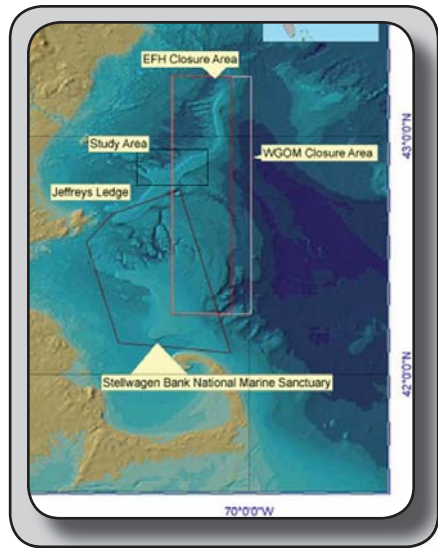 EFH Closure Area
43°0'0"N
Study Area
WGOM Closure Area
Jeffreys Ledge
42°0'0"N
Stellwagen Bank National Marine Sanctuary
70°0'0"W